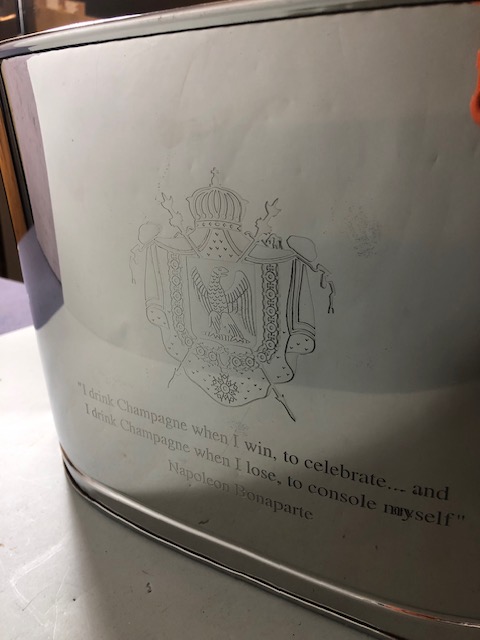 "I drink Champagne when I win, to celebrate... and
I drink Champagne when I lose, to console myself"
Napoleon Bonaparte